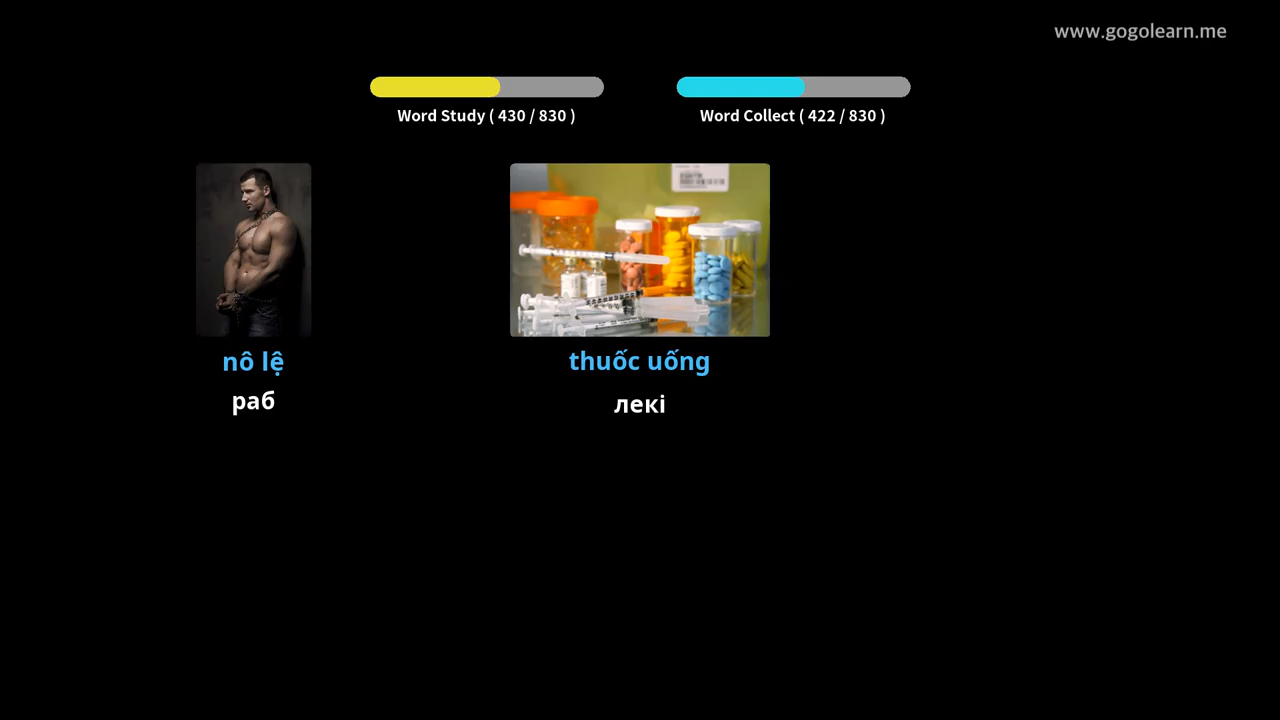 www.gogolearn.me
Word Study ( 430 / 830 )
Word Collect ( 422 / 830 )
nô lệ
раб
thuốc uống
лекі